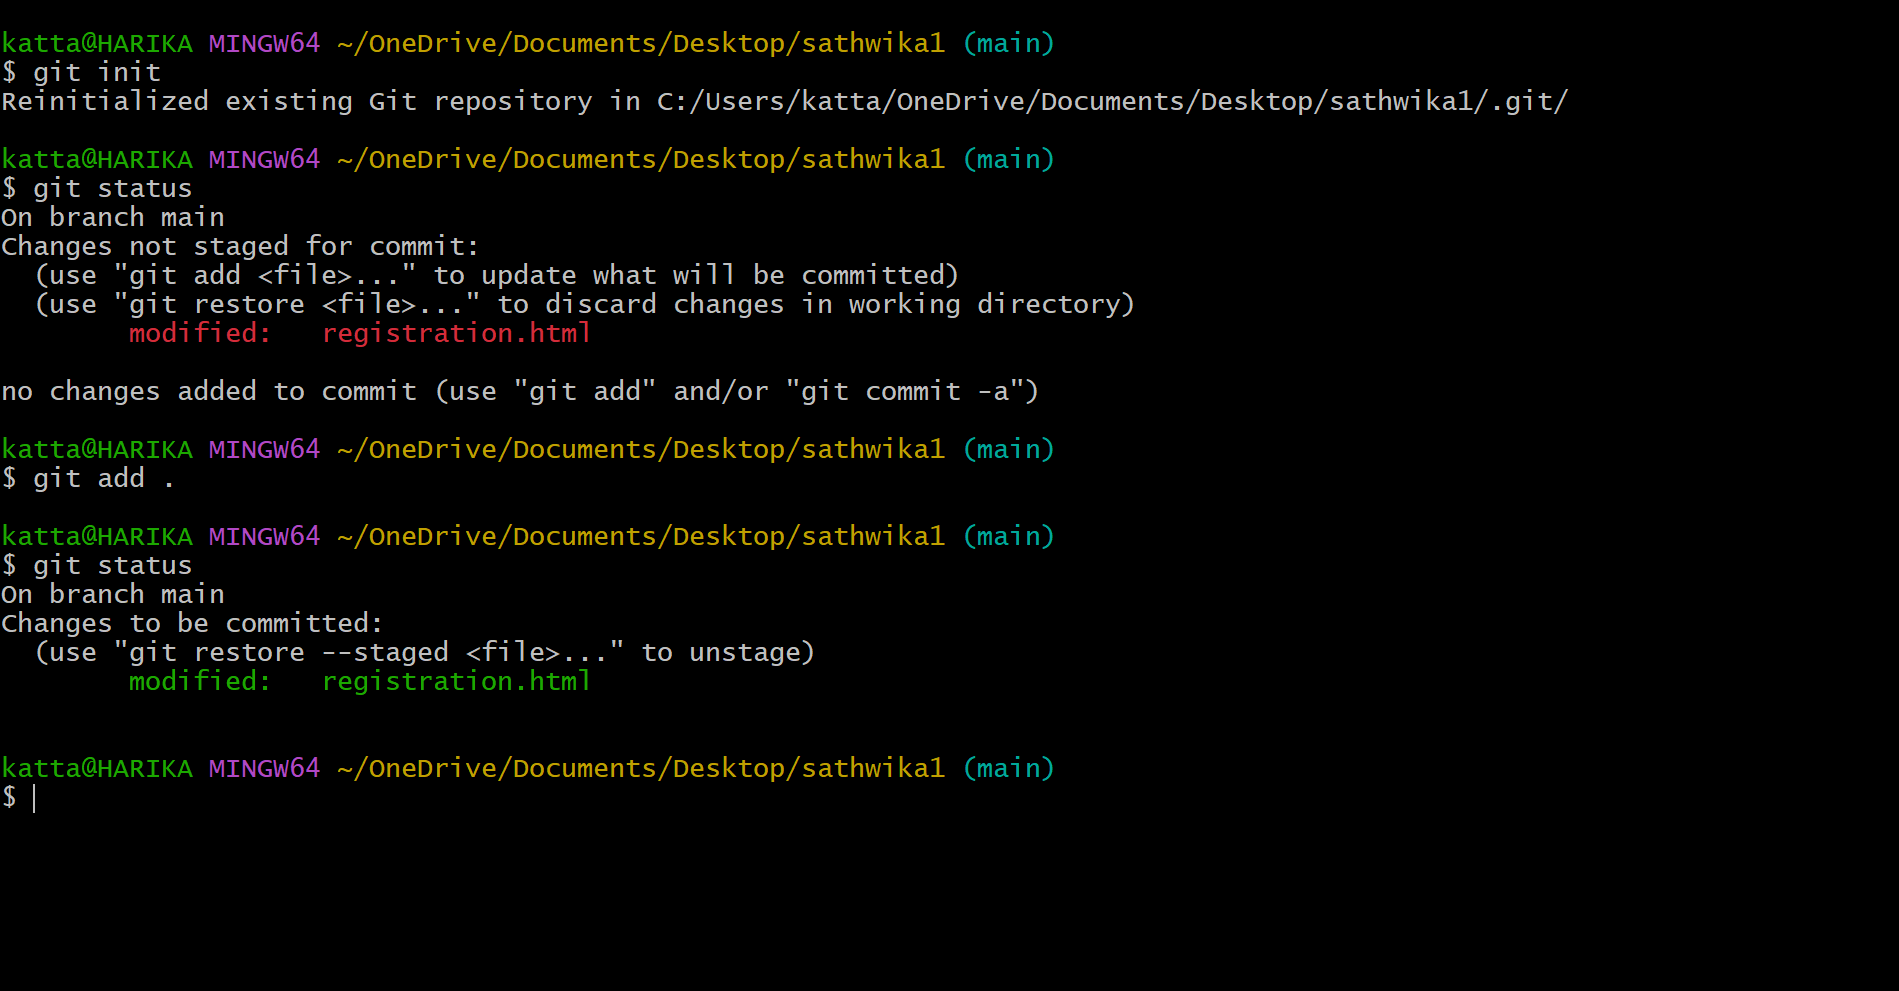 katta@HARIKA MINGW64 ~/OneDrive/Documents/Desktop/sathwika1 (main)
$ git init
Reinitialized existing Git repository in C:/Users/katta/OneDrive/Documents/Desktop/sathwika1/.git/
katta@HARIKA MINGW64 ~/OneDrive/Documents/Desktop/sathwika1 (main)
$ git status
On branch main
Changes not staged for commit:
  (use "git add <file>..." to update what will be committed)
  (use "git restore <file>..." to discard changes in working directory)
        modified:   registration.html
no changes added to commit (use "git add" and/or "git commit -a")
katta@HARIKA MINGW64 ~/OneDrive/Documents/Desktop/sathwika1 (main)
$ git add .
katta@HARIKA MINGW64 ~/OneDrive/Documents/Desktop/sathwika1 (main)
$ git status
On branch main
Changes to be committed:
  (use "git restore --staged <file>..." to unstage)
        modified:   registration.html
katta@HARIKA MINGW64 ~/OneDrive/Documents/Desktop/sathwika1 (main)
$